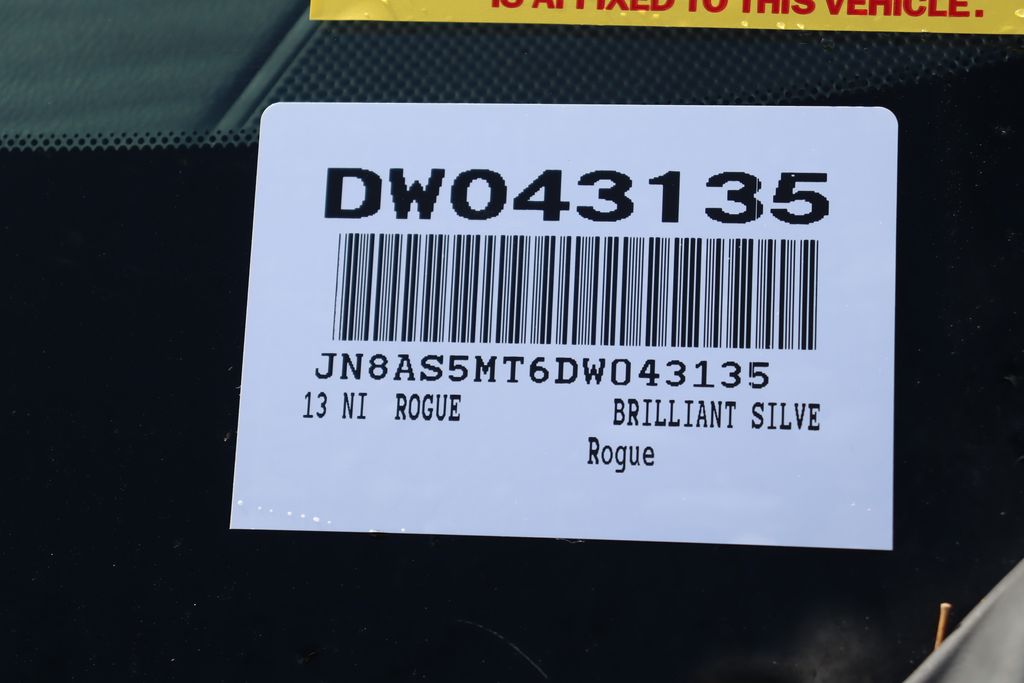 IS AFFIXED TO THIS VEHICLE.
DW043135
JN8AS5MT6DW043135
13 NI ROGUE BRILLIANT SILVE
Rogue